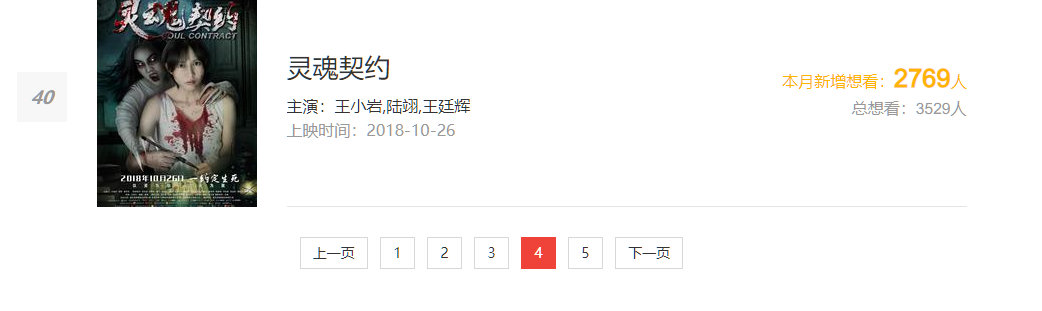 灵魂契约
SOUL CONTRACT
2018年10月26日 一约定生死
40
灵魂契约
主演：王小岩,陆翊,王廷辉
上映时间：2018-10-26
本月新增想看：2769人
总想看：3529人
上一页 1 2 3 4 5 下一页